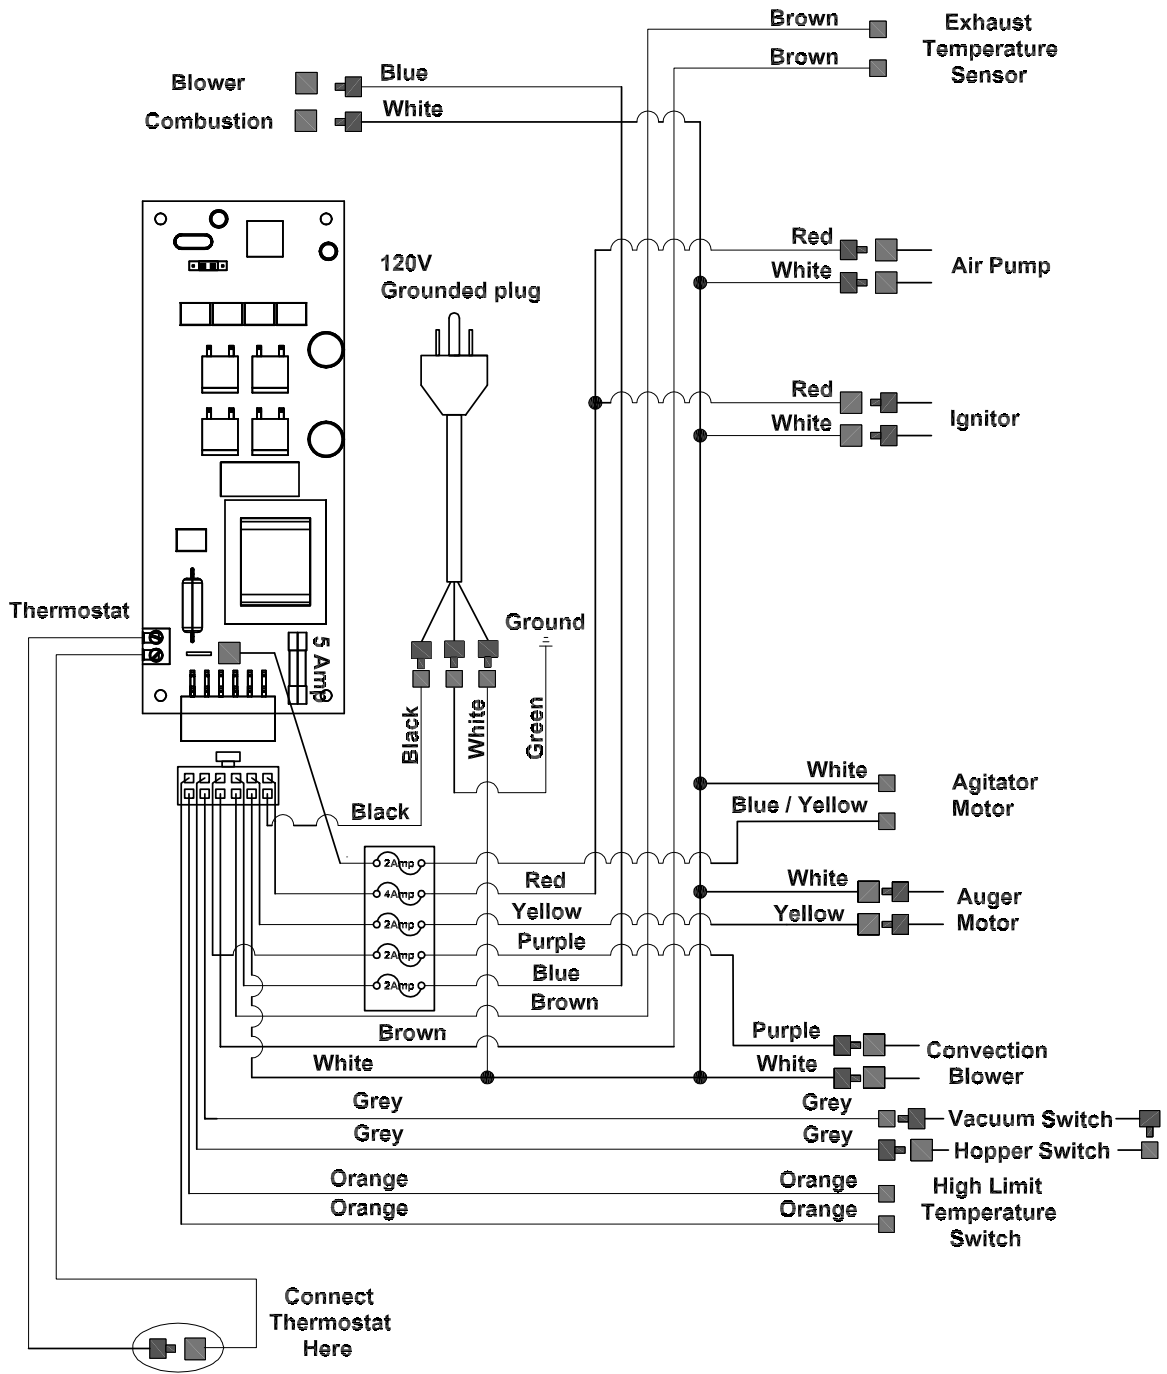 Brown
Exhaust
Temperature
Sensor
Brown
Blower
Blue
Combustion
White
120V
Grounded plug
Red
White
Air Pump
Red
White
Ignitor
Thermostat
5 Amp
Ground
Black
White
Green
Black
White
Agitator
Motor
Blue / Yellow
2Amp
4Amp
2Amp
2Amp
2Amp
Red
Yellow
Purple
Blue
Brown
Brown
White
White
Yellow
Auger
Motor
Purple
White
Convection
Blower
Grey
Grey
Vacuum Switch
Grey
Grey
Hopper Switch
Orange
Orange
Orange
Orange
High Limit
Temperature
Switch
Connect
Thermostat
Here